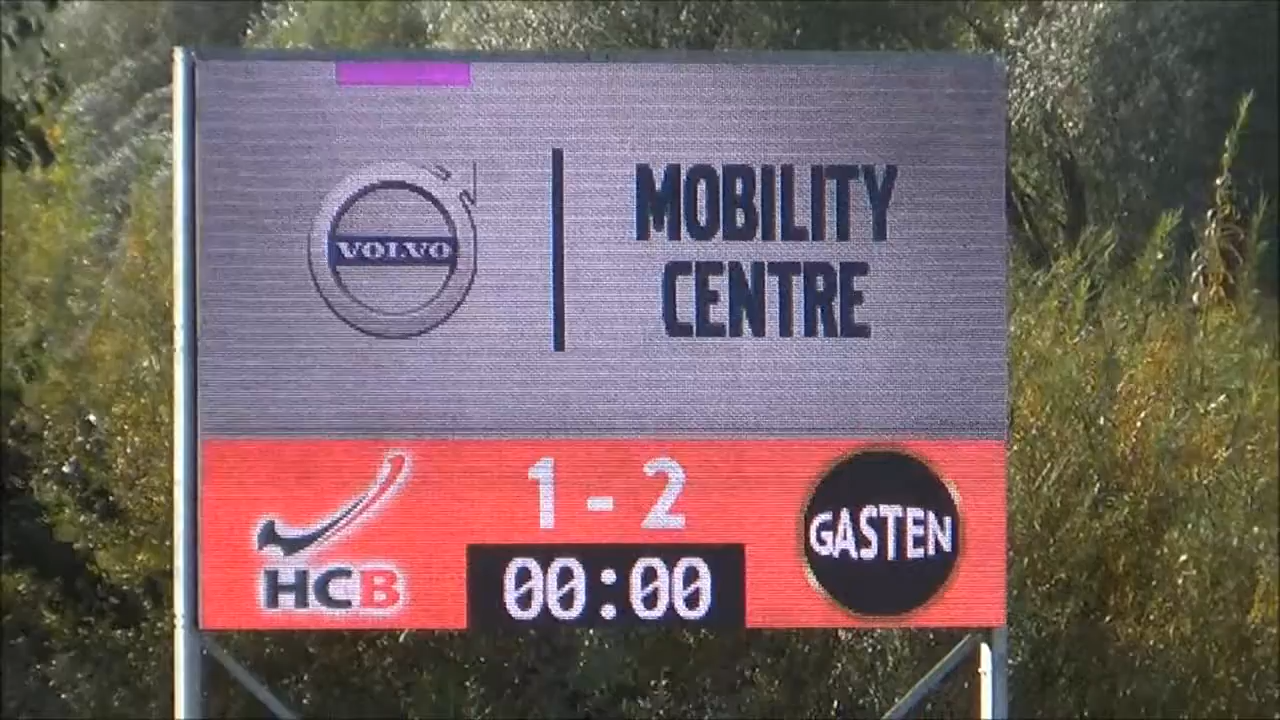 VOLVO
MOBILITY
CENTRE
1 - 2
HCB
00:00
GASTEN